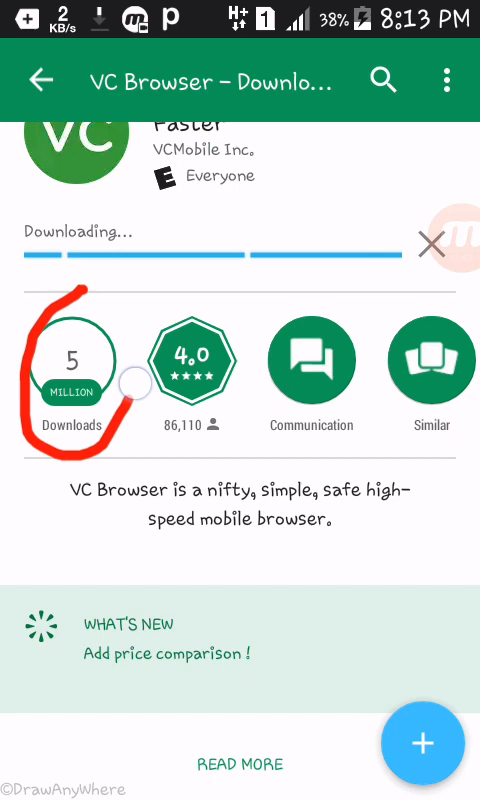 2
KB/s
H+
1
38%
8:13 PM
VC Browser – Downlo...
VC
Faster
VCMobile Inc.
E
Everyone
Downloading...
5
MILLION
Downloads
4.0
86,110
Communication
Similar
VC Browser is a nifty, simple, safe high-
speed mobile browser.
WHAT'S NEW
Add price comparison !
READ MORE
©DrawAnyWhere